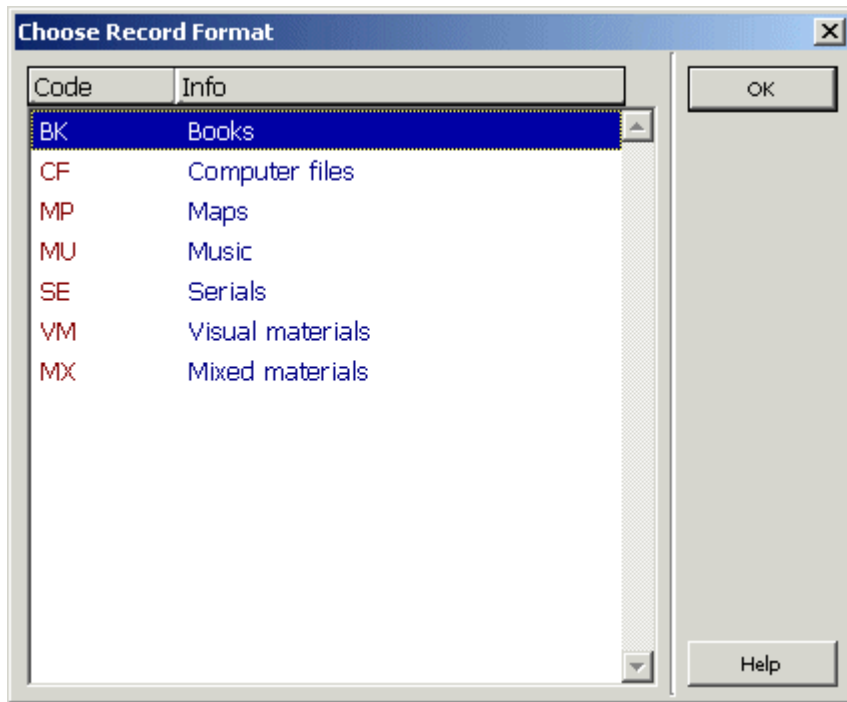 Choose Record Format
Code Info
OK
BK Books
CF Computer files
MP Maps
MU Music
SE Serials
VM Visual materials
MX Mixed materials
Help